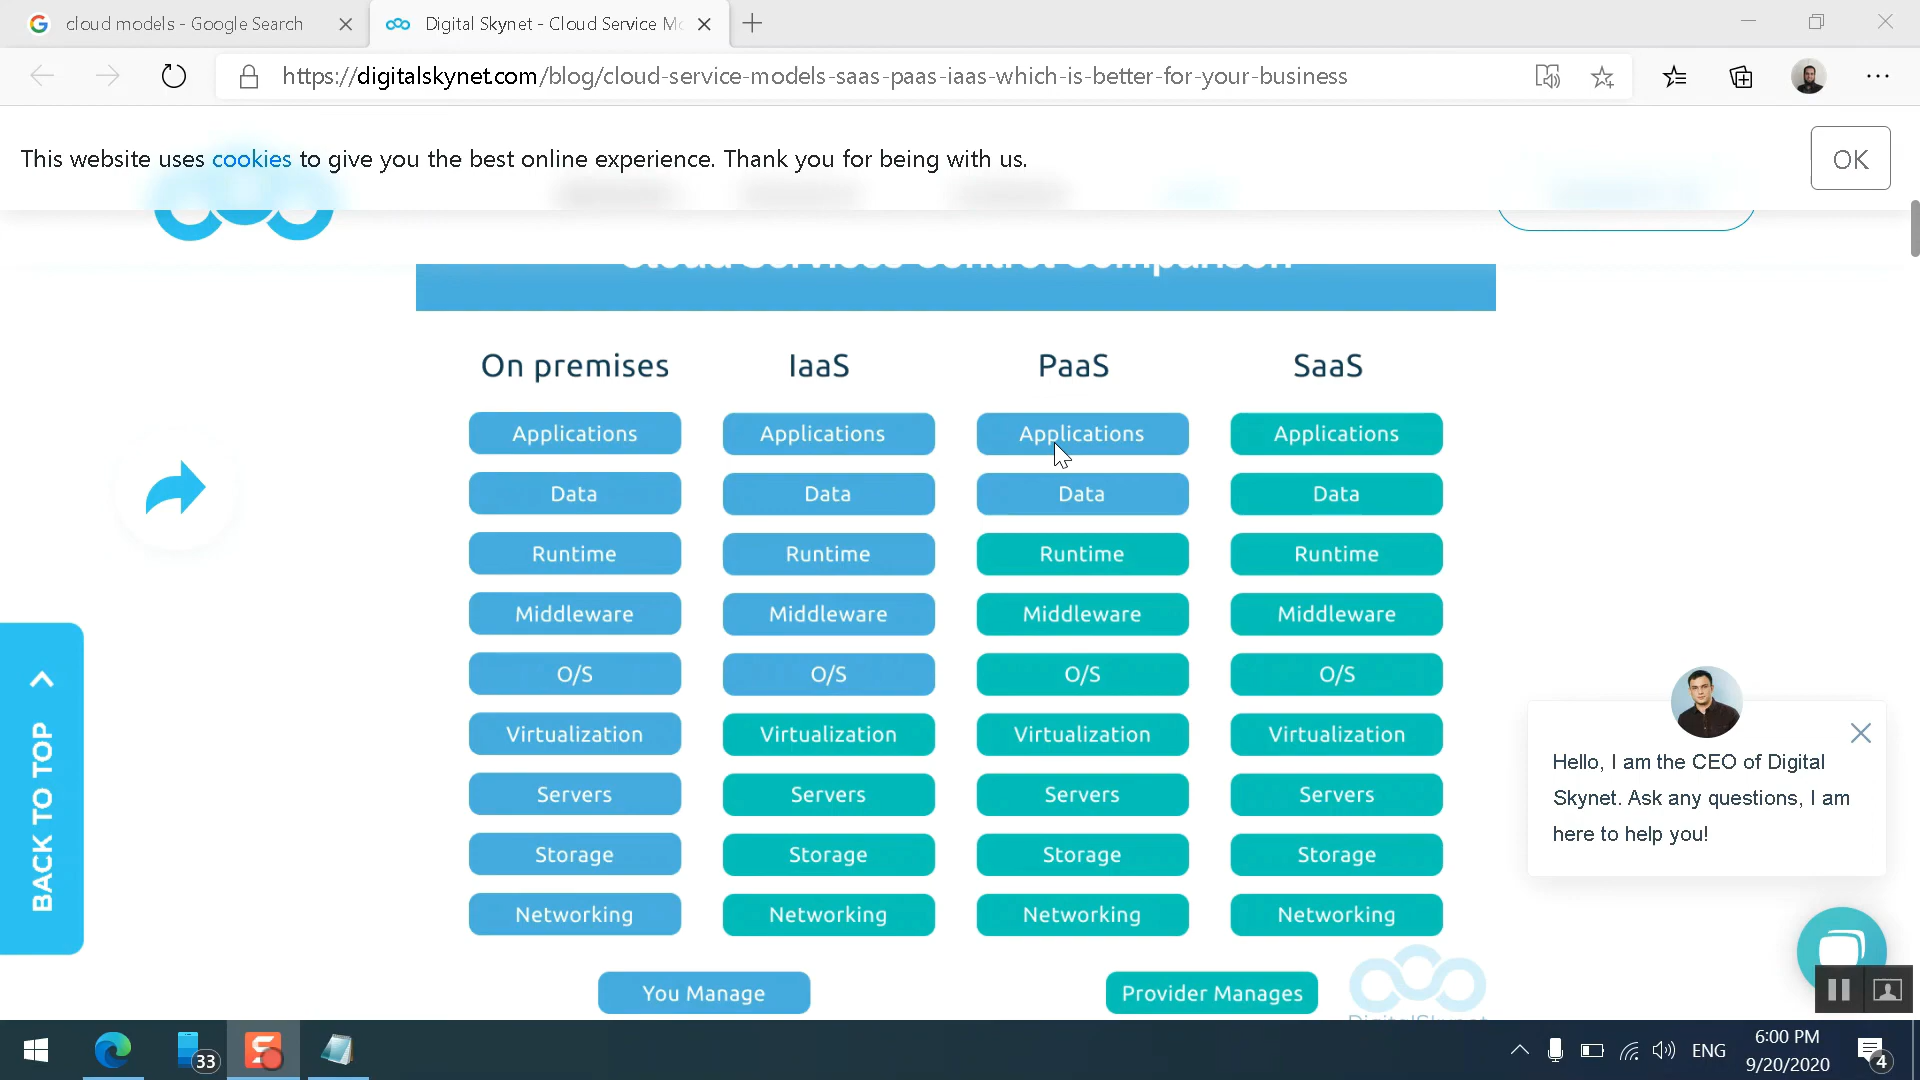 cloud models - Google Search
Digital Skynet - Cloud Service Mo
https://digitalskynet.com/blog/cloud-service-models-saas-paas-iaas-which-is-better-for-your-business
This website uses cookies to give you the best online experience. Thank you for being with us.
OK
Cloud Services Control Comparison
On premises IaaS PaaS SaaS
Applications Applications Applications Applications
Data Data Data Data
Runtime Runtime Runtime Runtime
Middleware Middleware Middleware Middleware
O/S O/S O/S O/S
Virtualization Virtualization Virtualization Virtualization
Servers Servers Servers Servers
Storage Storage Storage Storage
Networking Networking Networking Networking
You Manage Provider Manages
DigitalSkynet
BACK TO TOP
Hello, I am the CEO of Digital
Skynet. Ask any questions, I am
here to help you!
33
ENG
6:00 PM
9/20/2020
4